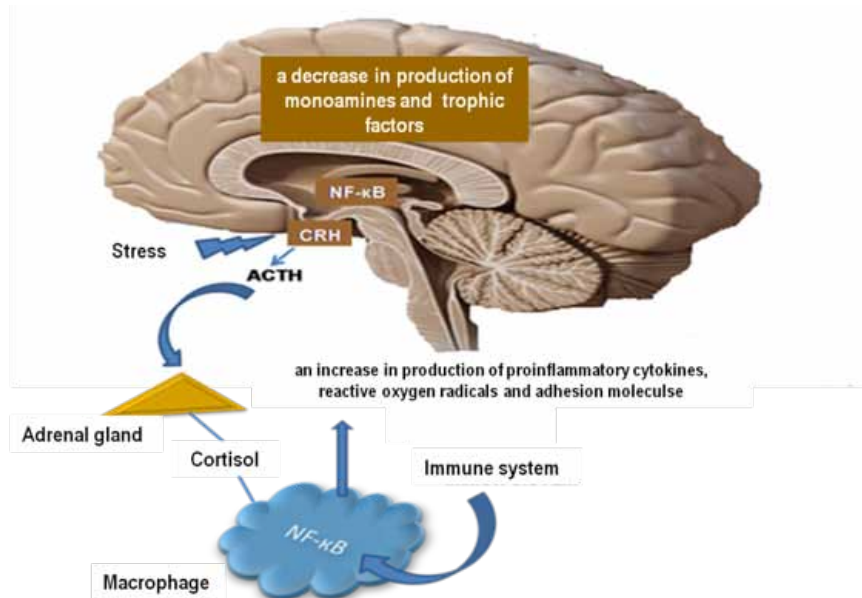 a decrease in production of
monoamines and trophic
factors
NF-κB
CRH
Stress
ACTH
an increase in production of proinflammatory cytokines,
reactive oxygen radicals and adhesion moleculse
Adrenal gland
Cortisol
Immune system
NF-κB
Macrophage